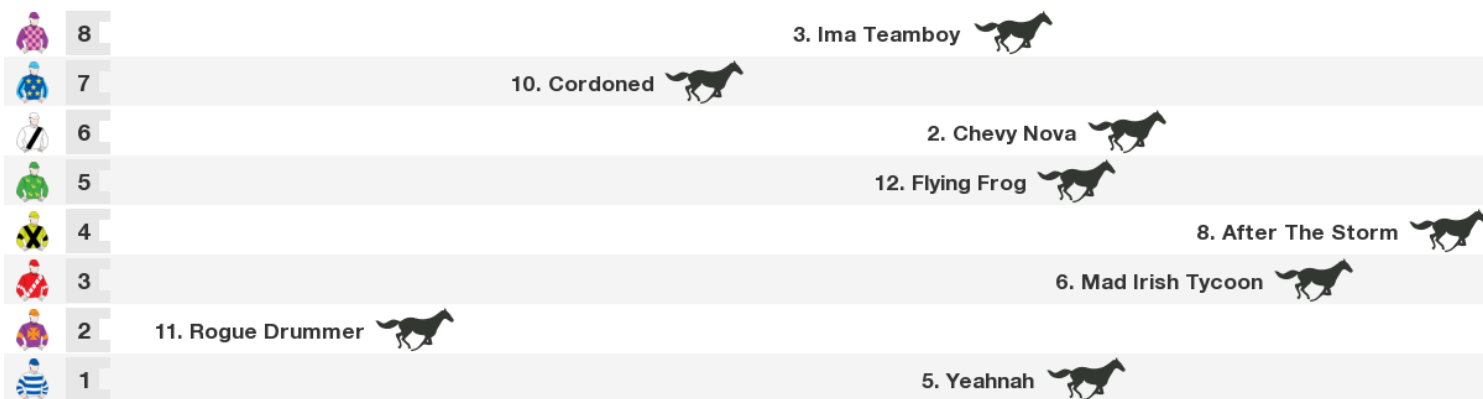 8 3. Ima Teamboy
7 10. Cordoned
6 2. Chevy Nova
5 12. Flying Frog
4 8. After The Storm
3 6. Mad Irish Tycoon
2 11. Rogue Drummer
1 5. Yeahnah